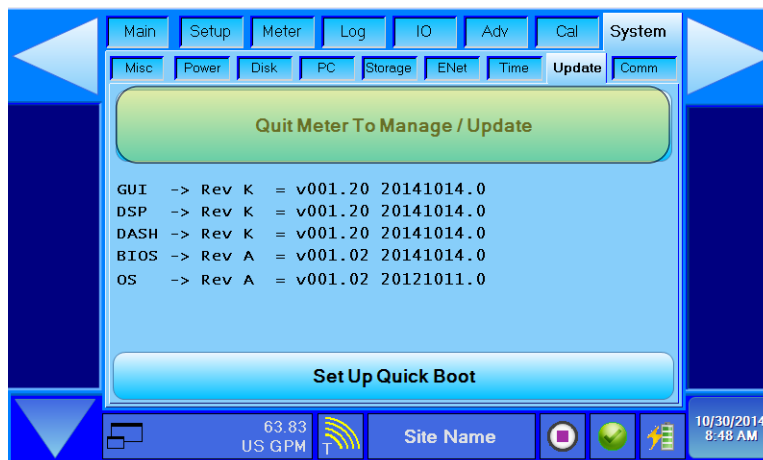 Main Setup Meter Log IO Adv Cal System
Misc Power Disk PC Storage ENet Time Update Comm
Quit Meter To Manage / Update
GUI -> Rev K = v001.20 20141014.0
DSP -> Rev K = v001.20 20141014.0
DASH -> Rev K = v001.20 20141014.0
BIOS -> Rev A = v001.02 20141014.0
OS -> Rev A = v001.02 20121011.0
Set Up Quick Boot
63.83
US GPM
T
Site Name
10/30/2014
8:48 AM